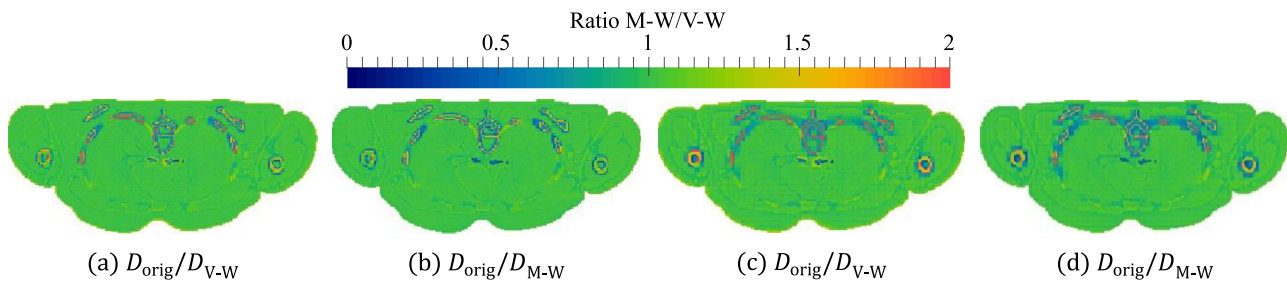 Ratio M-W/V-W
0 0.5 1 1.5 2
(a) D_orig/D_V-W (b) D_orig/D_M-W (c) D_orig/D_V-W (d) D_orig/D_M-W